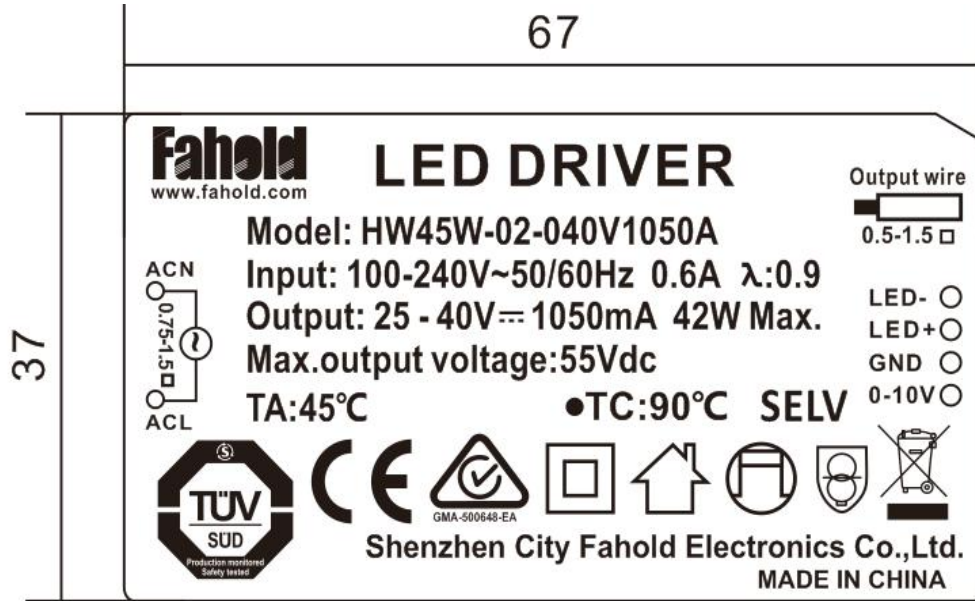 67
37
Fahold
www.fahold.com
LED DRIVER
Output wire
0.5-1.5
Model: HW45W-02-040V1050A
Input: 100-240V~50/60Hz 0.6A λ:0.9
Output: 25 - 40V⎓1050mA 42W Max.
Max.output voltage:55Vdc
TA:45℃ ●TC:90℃ SELV
ACN
0.75-1.5
ACL
LED-
LED+
GND
0-10V
S
TÜV
SÜD
Production monitored
Safety tested
CE
GMA-500648-EA
Shenzhen City Fahold Electronics Co.,Ltd.
MADE IN CHINA